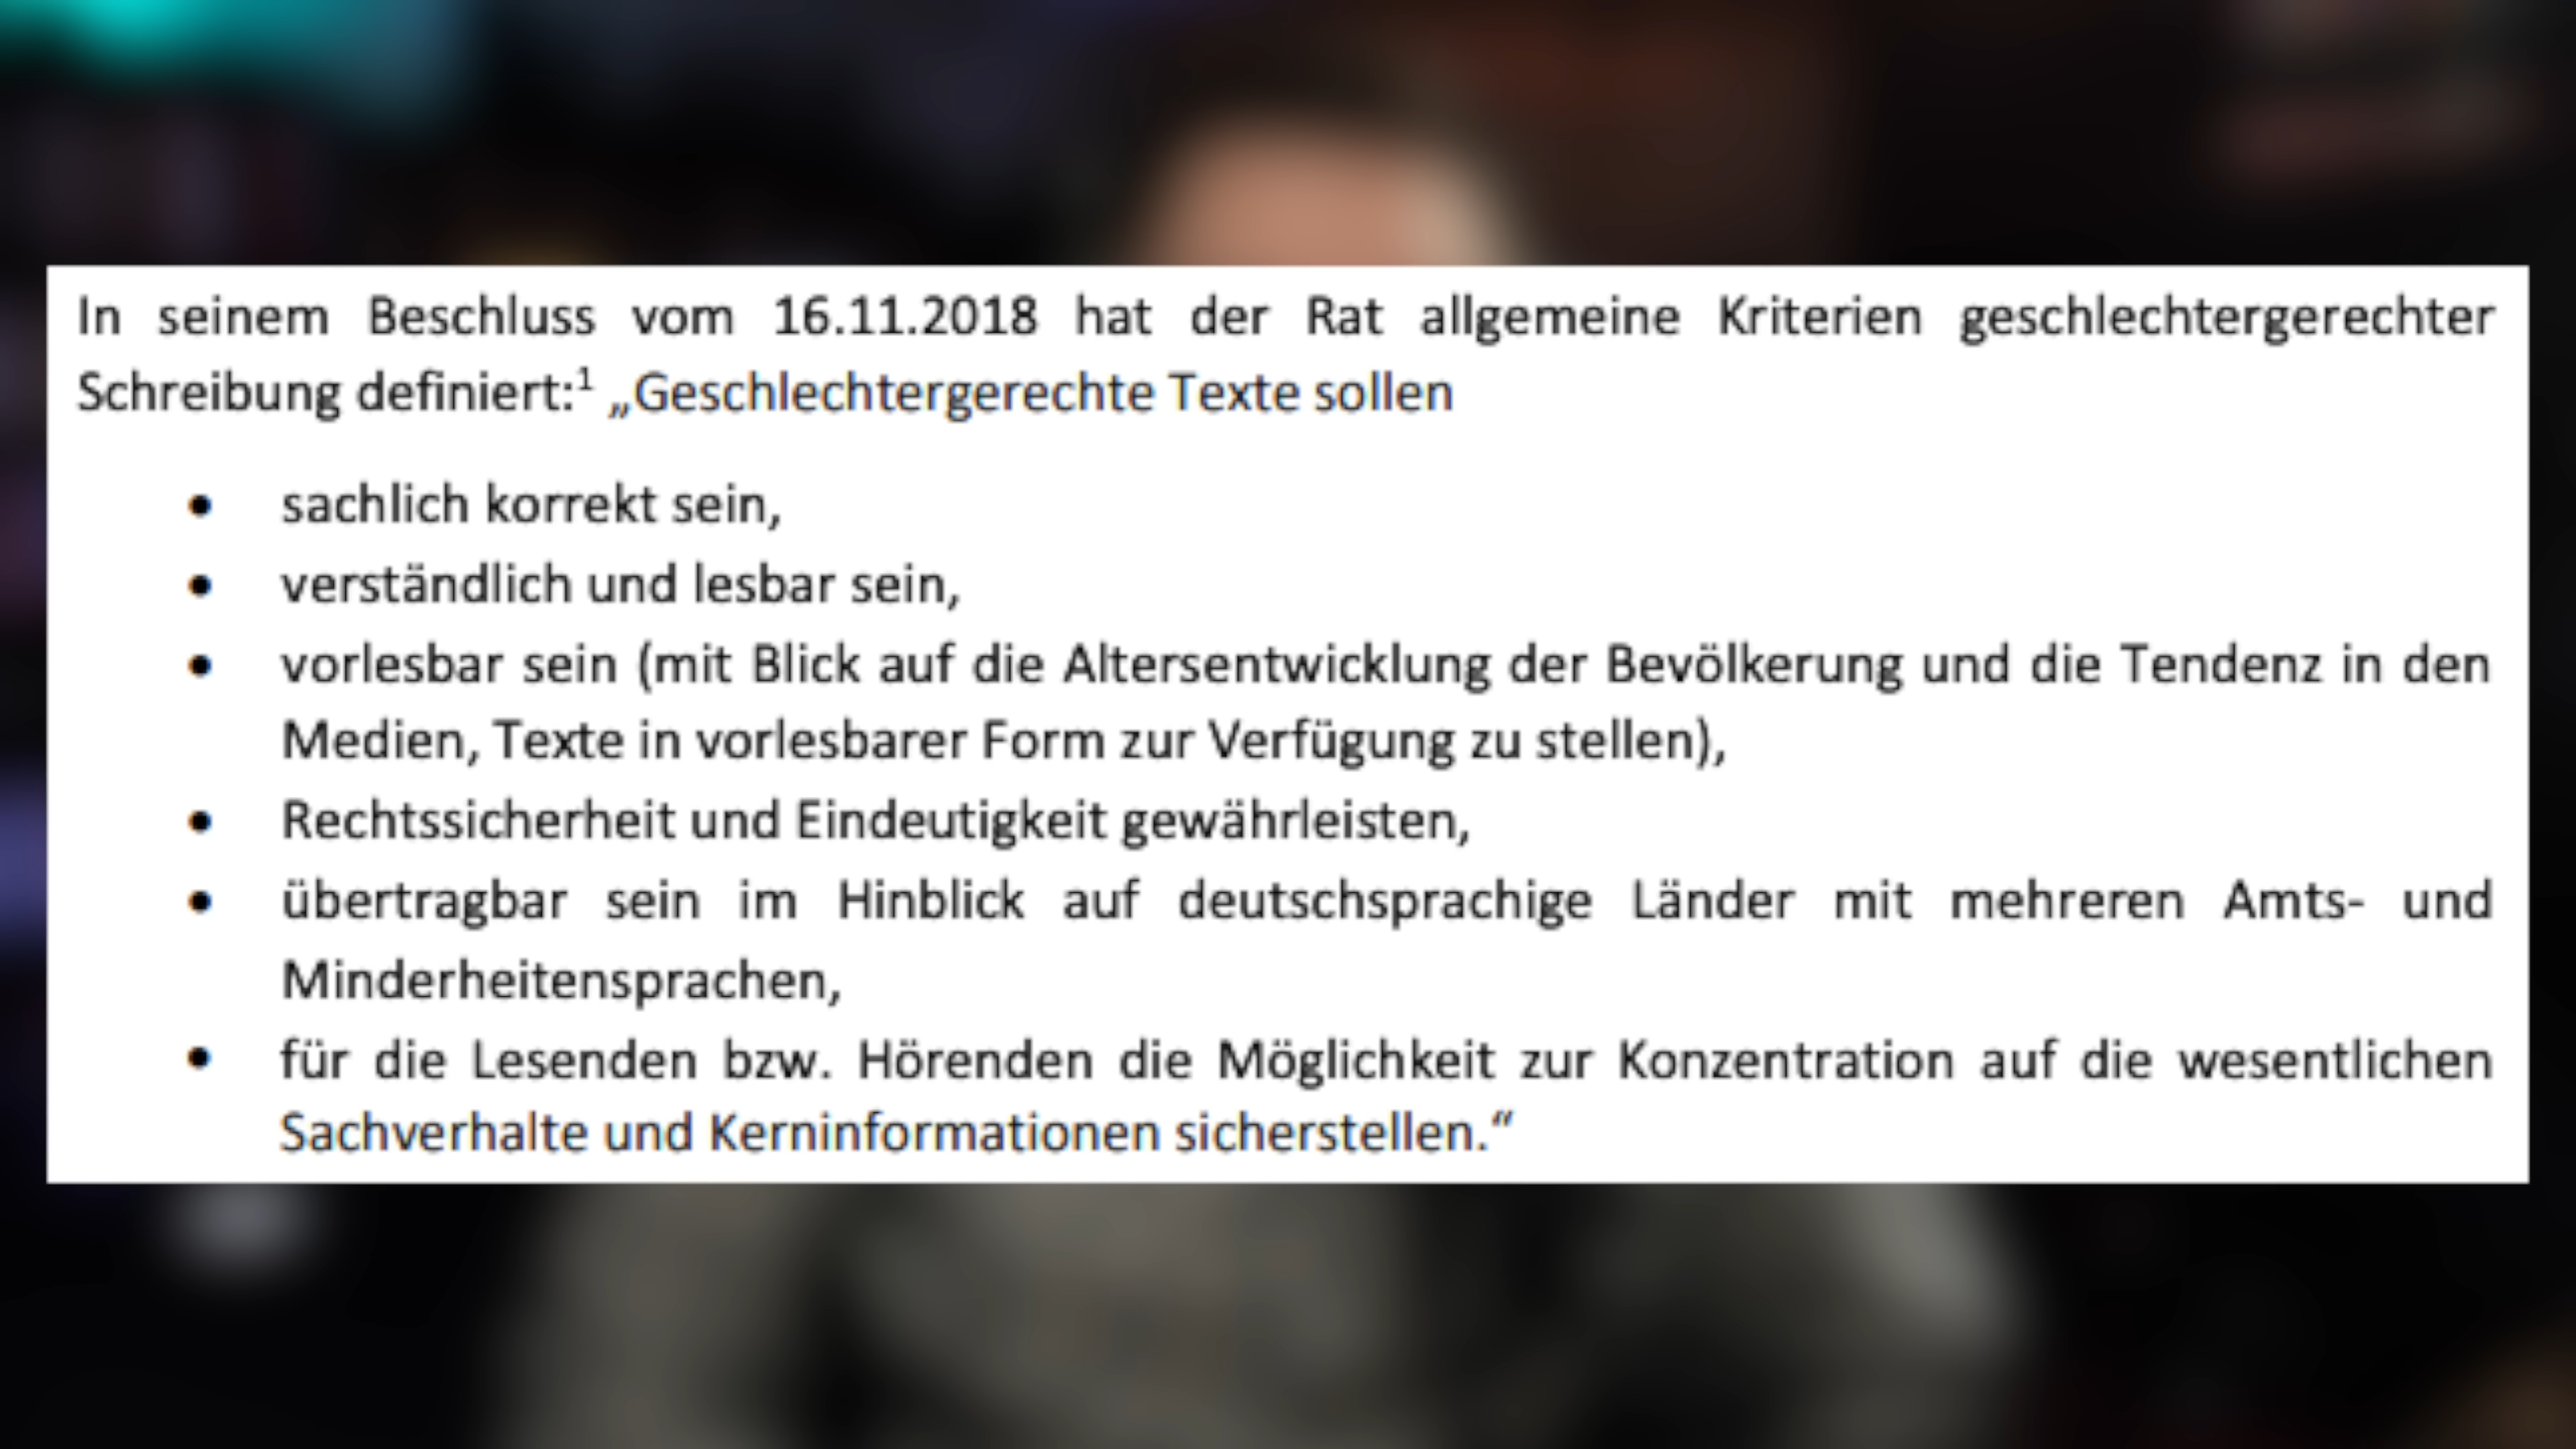 In seinem Beschluss vom 16.11.2018 hat der Rat allgemeine Kriterien geschlechtergerechter
Schreibung definiert:¹ „Geschlechtergerechte Texte sollen
• sachlich korrekt sein,
• verständlich und lesbar sein,
• vorlesbar sein (mit Blick auf die Altersentwicklung der Bevölkerung und die Tendenz in den
Medien, Texte in vorlesbarer Form zur Verfügung zu stellen),
• Rechtssicherheit und Eindeutigkeit gewährleisten,
• übertragbar sein im Hinblick auf deutschsprachige Länder mit mehreren Amts- und
Minderheitensprachen,
• für die Lesenden bzw. Hörenden die Möglichkeit zur Konzentration auf die wesentlichen
Sachverhalte und Kerninformationen sicherstellen.“